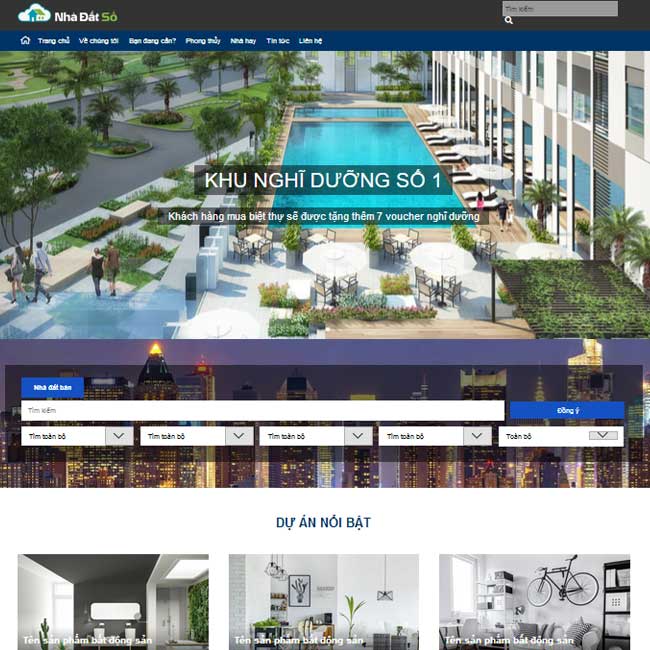 Nhà Đất Số
Tìm kiếm
Trang chủ Về chúng tôi Bạn đang cần? Phong thủy Nhà hay Tin tức Liên hệ
KHU NGHĨ DƯỠNG SỐ 1
Khách hàng mua biệt thự sẽ được tặng thêm 7 voucher nghĩ dưỡng
Nhà đất bán
Tìm kiếm Đồng ý
Tìm toàn bộ Tìm toàn bộ Tìm toàn bộ Tìm toàn bộ Toàn bộ
DỰ ÁN NỔI BẬT
Tên sản phẩm bất động sản Tên sản phẩm bất động sản Tên sản phẩm bất động sản